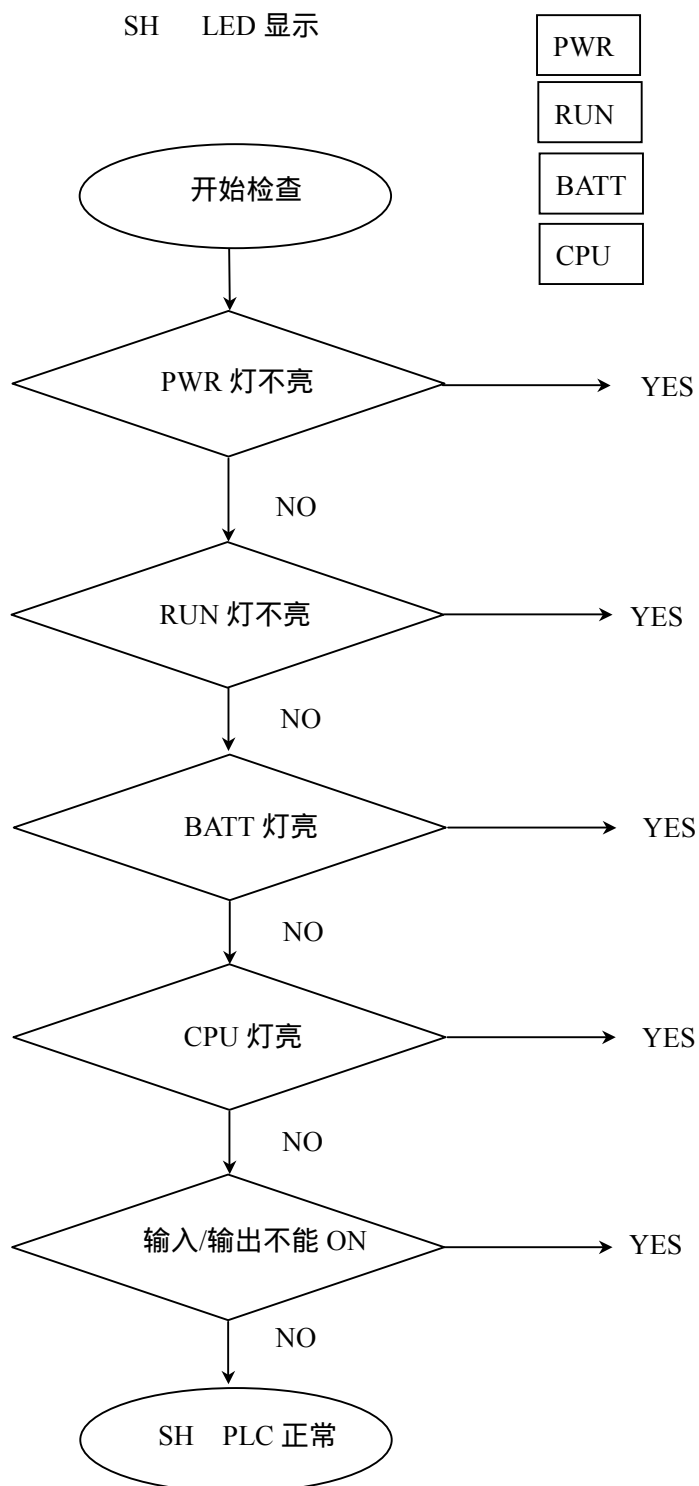 SH LED 显示
PWR
RUN
BATT
CPU
开始检查
PWR 灯不亮
YES
NO
RUN 灯不亮
YES
NO
BATT 灯亮
YES
NO
CPU 灯亮
YES
NO
输入/输出不能 ON
YES
NO
SH PLC 正常